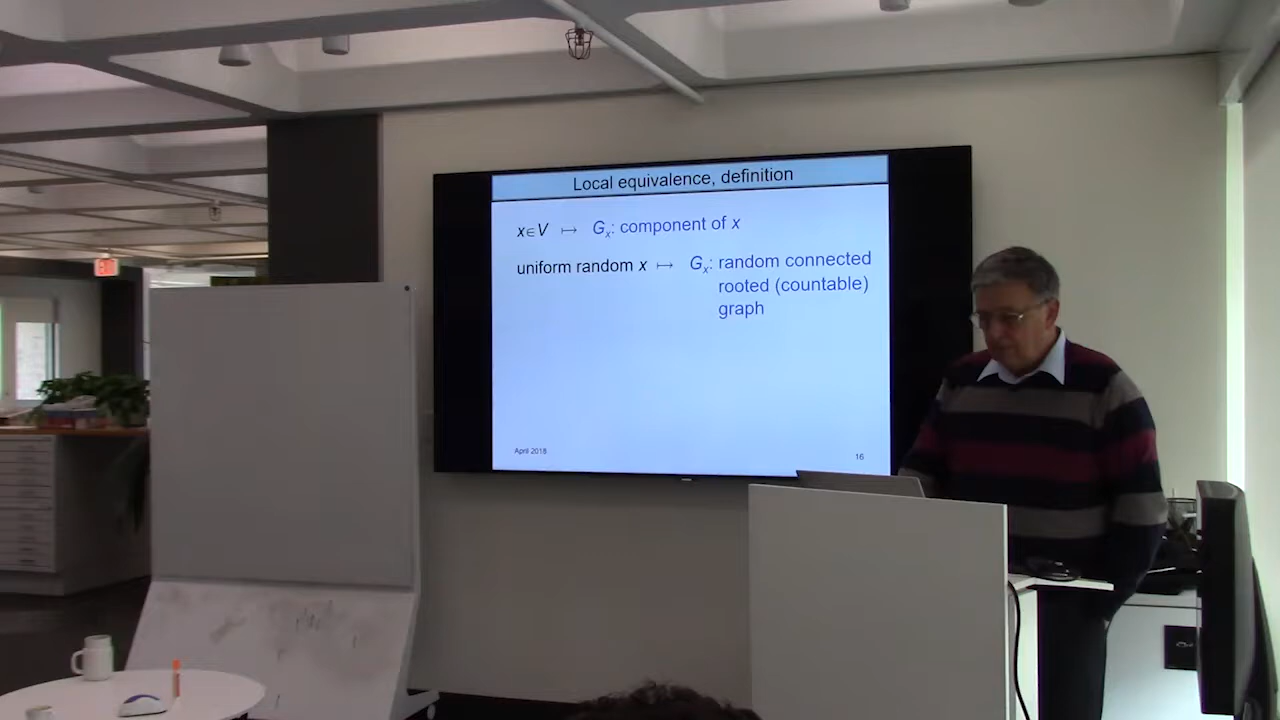 Local equivalence, definition
x∈V ↦ Gₓ: component of x
uniform random x ↦ Gₓ: random connected
rooted (countable)
graph
April 2018
16